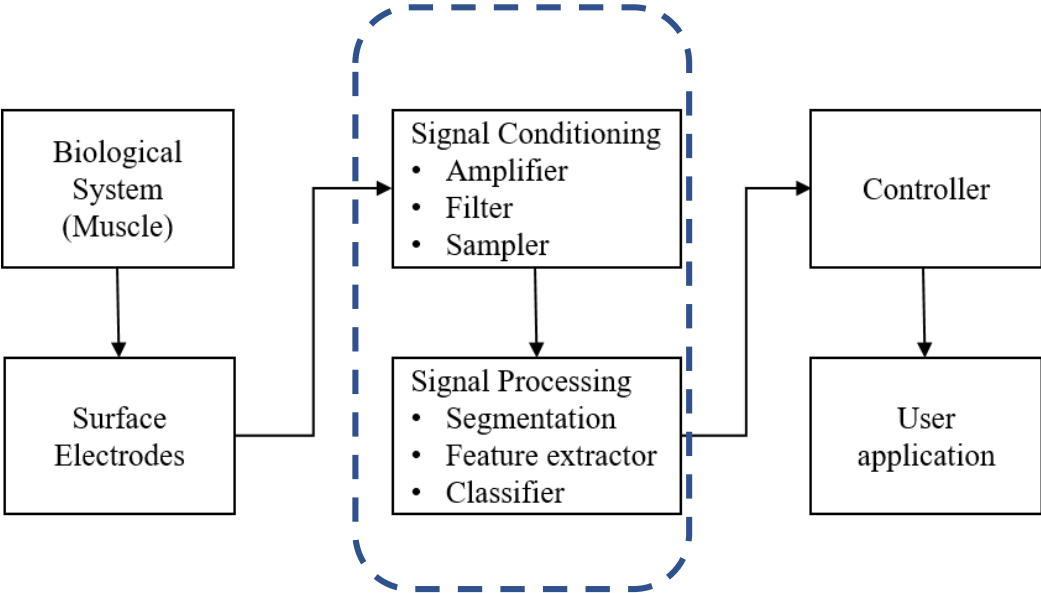 Biological
System
(Muscle)
Surface
Electrodes
Signal Conditioning
• Amplifier
• Filter
• Sampler
Signal Processing
• Segmentation
• Feature extractor
• Classifier
Controller
User
application